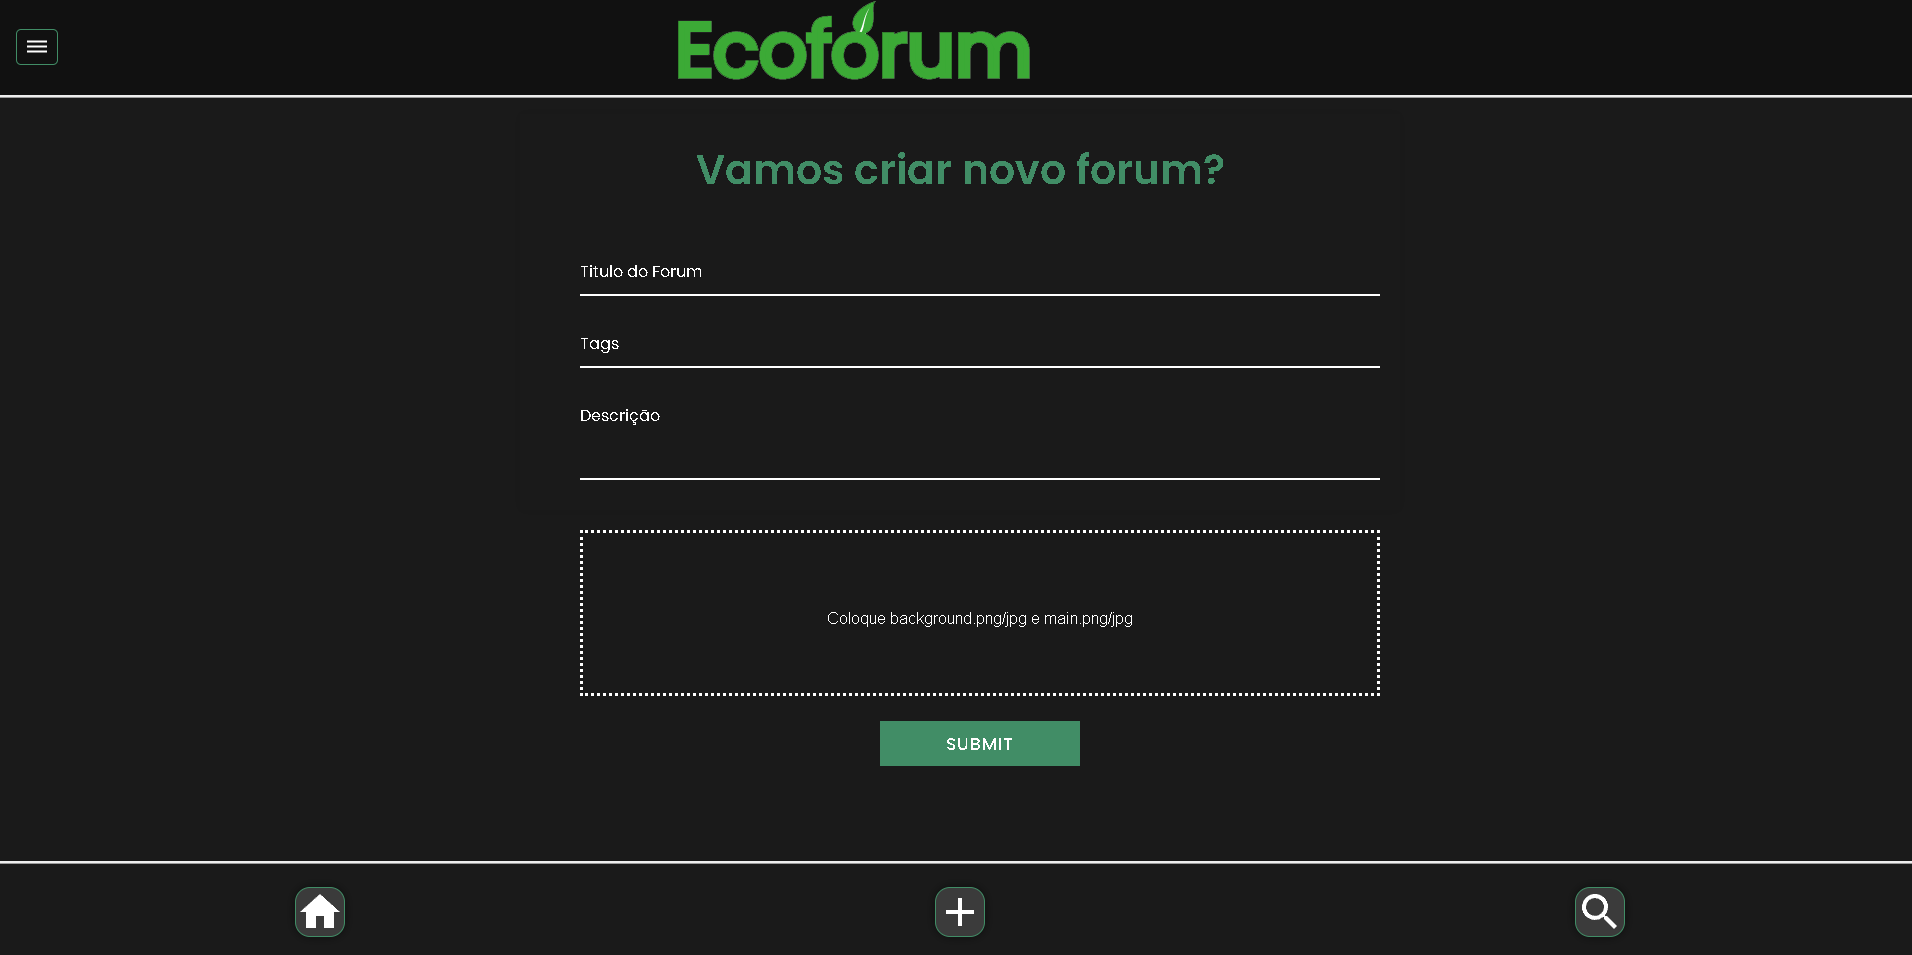 Ecofórum
Vamos criar novo forum?
Titulo do Forum
Tags
Descrição
Coloque background.png/jpg e main.png/jpg
SUBMIT